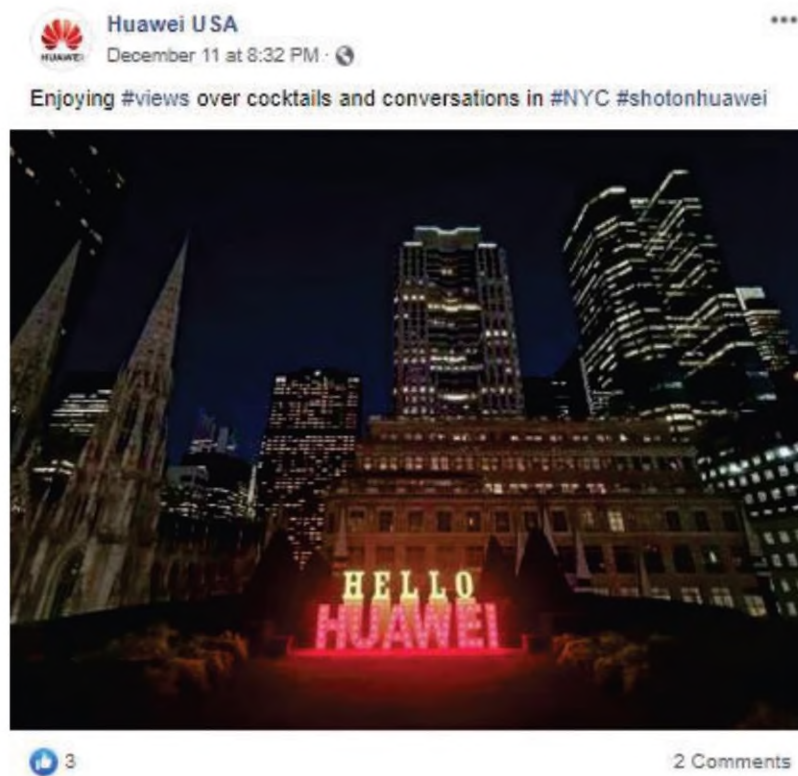 Huawei USA
HUAWEI
December 11 at 8:32 PM ·
Enjoying #views over cocktails and conversations in #NYC #shotonhuawei
HELLO
HUAWEI
3
2 Comments